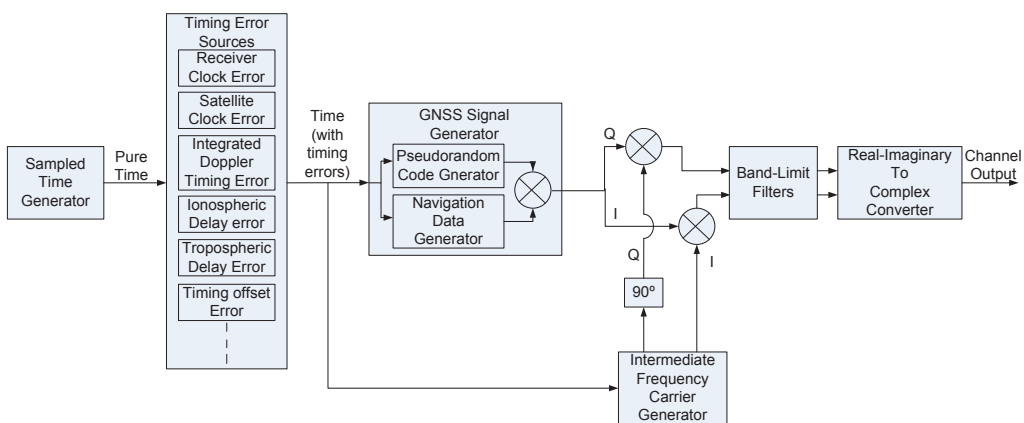 Sampled
Time
Generator
Pure
Time
Timing Error
Sources
Receiver
Clock Error
Satellite
Clock Error
Integrated
Doppler
Timing Error
Ionospheric
Delay error
Tropospheric
Delay Error
Timing offset
Error
Time
(with
timing
errors)
GNSS Signal
Generator
Pseudorandom
Code Gnerator
Navigation
Data
Generator
Q
I
Q
I
90º
Intermediate
Frequency
Carrier
Generator
Band-Limit
Filters
Real-Imaginary
To
Complex
Converter
Channel
Output